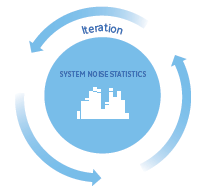 Iteration
SYSTEM NOISE STATISTICS